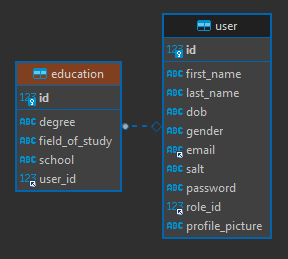 education
123 id
ABC degree
ABC field_of_study
ABC school
123 user_id
user
123 id
ABC first_name
ABC last_name
ABC dob
ABC gender
ABC email
ABC salt
ABC password
123 role_id
ABC profile_picture